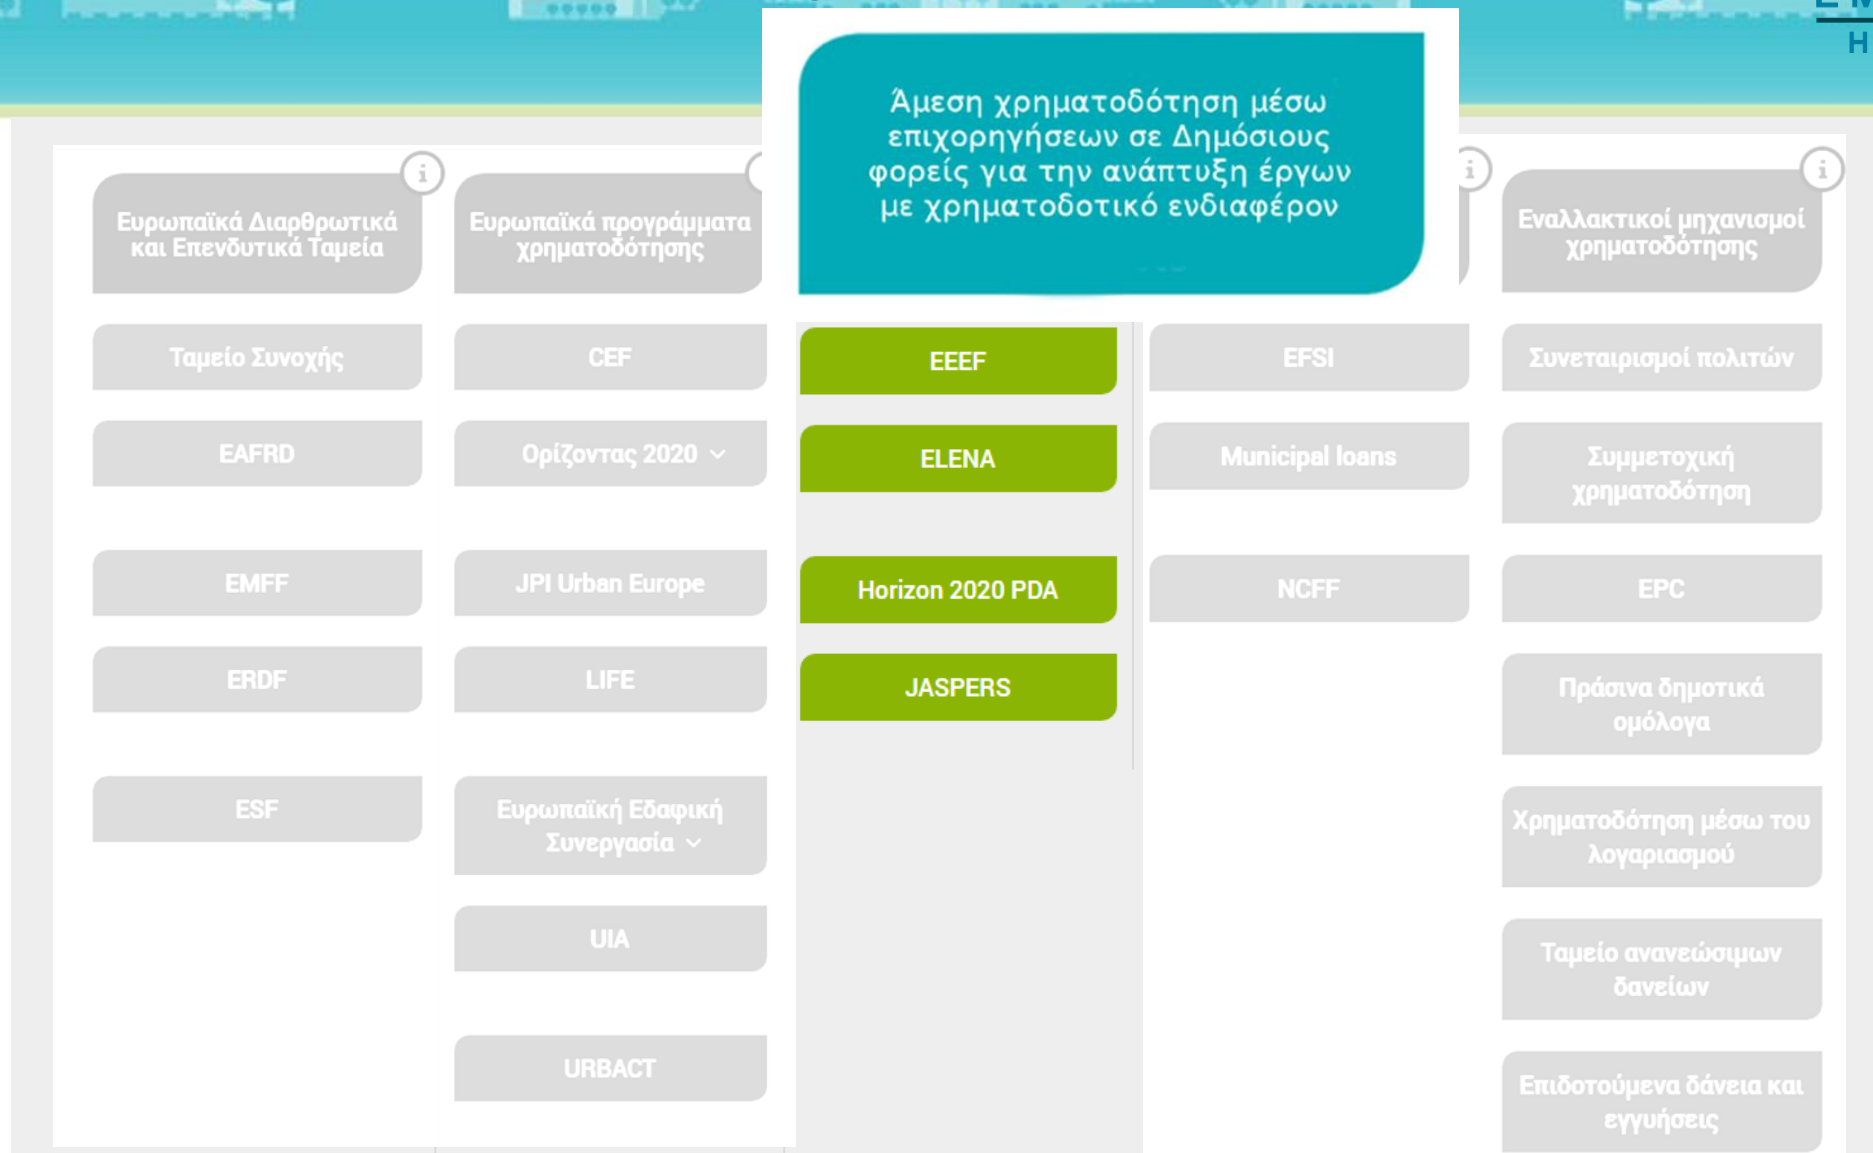 Άμεση χρηματοδότηση μέσω
επιχορηγήσεων σε Δημόσιους
φορείς για την ανάπτυξη έργων
με χρηματοδοτικό ενδιαφέρον
Ευρωπαϊκά Διαρθρωτικά
και Επενδυτικά Ταμεία
Ταμείο Συνοχής
EAFRD
EMFF
ERDF
ESF
Ευρωπαϊκά προγράμματα
χρηματοδότησης
CEF
Ορίζοντας 2020
JPI Urban Europe
LIFE
Ευρωπαϊκή Εδαφική
Συνεργασία
UIA
URBACT
EEEF
ELENA
Horizon 2020 PDA
JASPERS
EFSI
Municipal loans
NCFF
Εναλλακτικοί μηχανισμοί
χρηματοδότησης
Συνεταιρισμοί πολιτών
Συμμετοχική
χρηματοδότηση
EPC
Πράσινα δημοτικά
ομόλογα
Χρηματοδότηση μέσω του
λογαριασμού
Ταμείο ανανεώσιμων
δανείων
Επιδοτούμενα δάνεια και
εγγυήσεις